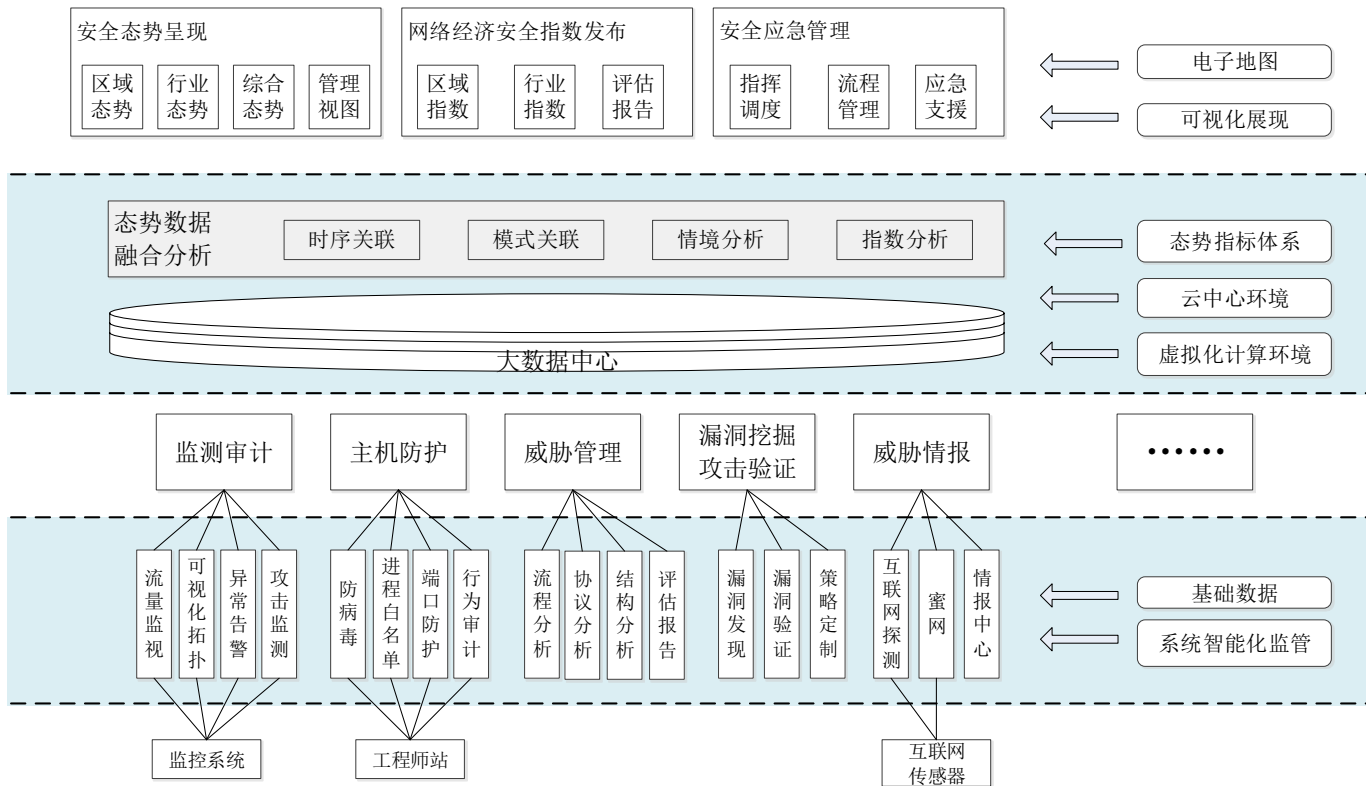 安全态势呈现
区域
态势
行业
态势
综合
态势
管理
视图
网络经济安全指数发布
区域
指数
行业
指数
评估
报告
安全应急管理
指挥
调度
流程
管理
应急
支援
电子地图
可视化展现
态势数据
融合分析
时序关联
模式关联
情境分析
指数分析
大数据中心
态势指标体系
云中心环境
虚拟化计算环境
监测审计
主机防护
威胁管理
漏洞挖掘
攻击验证
威胁情报
······
流量监视
可视化拓扑
异常告警
攻击监测
防病毒
进程白名单
端口防护
行为审计
流程分析
协议分析
结构分析
评估报告
漏洞发现
漏洞验证
策略定制
互联网探测
蜜网
情报中心
基础数据
系统智能化监管
监控系统
工程师站
互联网
传感器